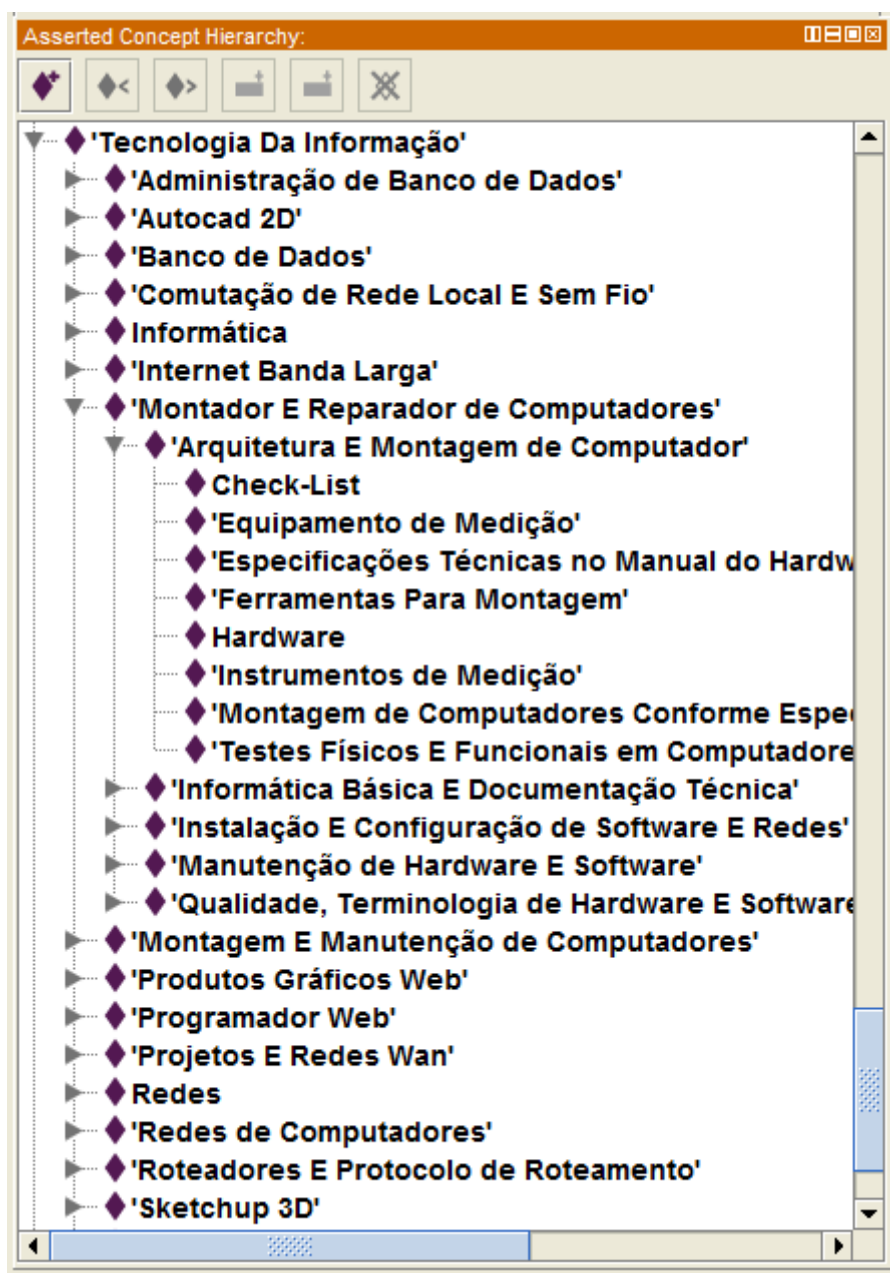 Asserted Concept Hierarchy:
'Tecnologia Da Informação'
'Administração de Banco de Dados'
'Autocad 2D'
'Banco de Dados'
'Comutação de Rede Local E Sem Fio'
Informática
'Internet Banda Larga'
'Montador E Reparador de Computadores'
'Arquitetura E Montagem de Computador'
Check-List
'Equipamento de Medição'
'Especificações Técnicas no Manual do Hardw
'Ferramentas Para Montagem'
Hardware
'Instrumentos de Medição'
'Montagem de Computadores Conforme Espe
'Testes Físicos E Funcionais em Computadore
'Informática Básica E Documentação Técnica'
'Instalação E Configuração de Software E Redes'
'Manutenção de Hardware E Software'
'Qualidade, Terminologia de Hardware E Software
'Montagem E Manutenção de Computadores'
'Produtos Gráficos Web'
'Programador Web'
'Projetos E Redes Wan'
Redes
'Redes de Computadores'
'Roteadores E Protocolo de Roteamento'
'Sketchup 3D'